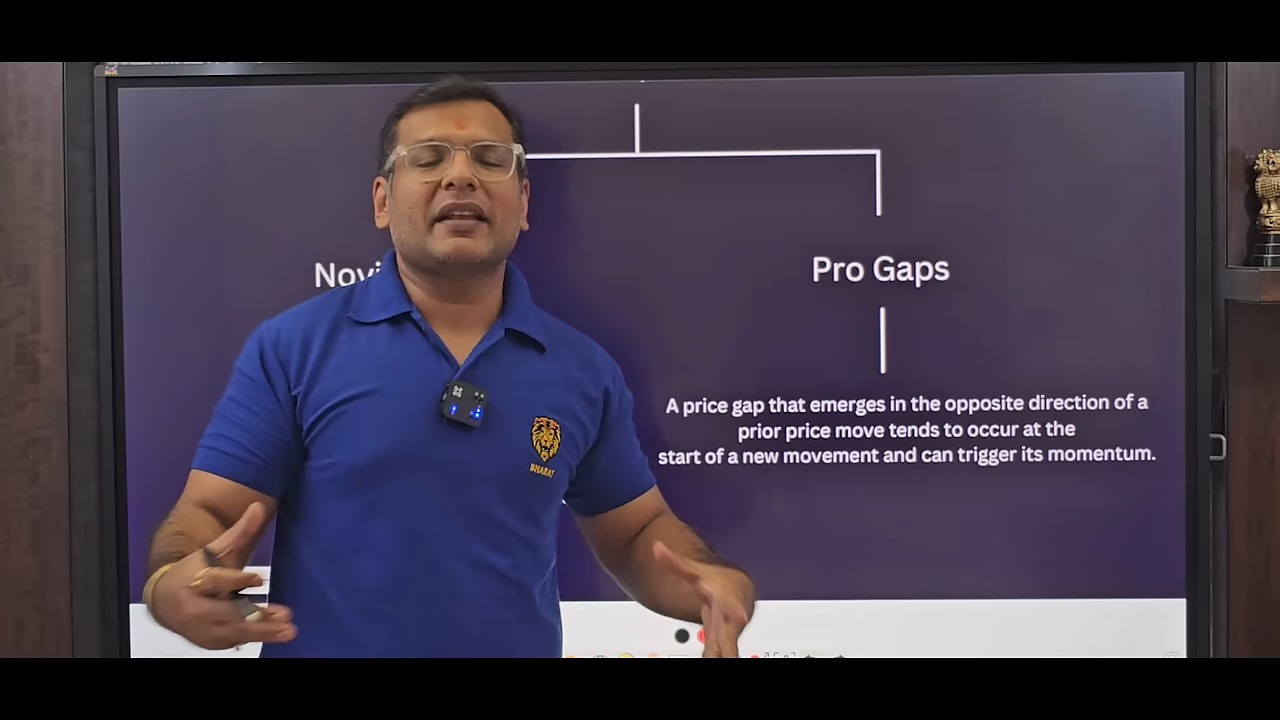 Pro Gaps
A price gap that emerges in the opposite direction of a
prior price move tends to occur at the
start of a new movement and can trigger its momentum.
BHARAT